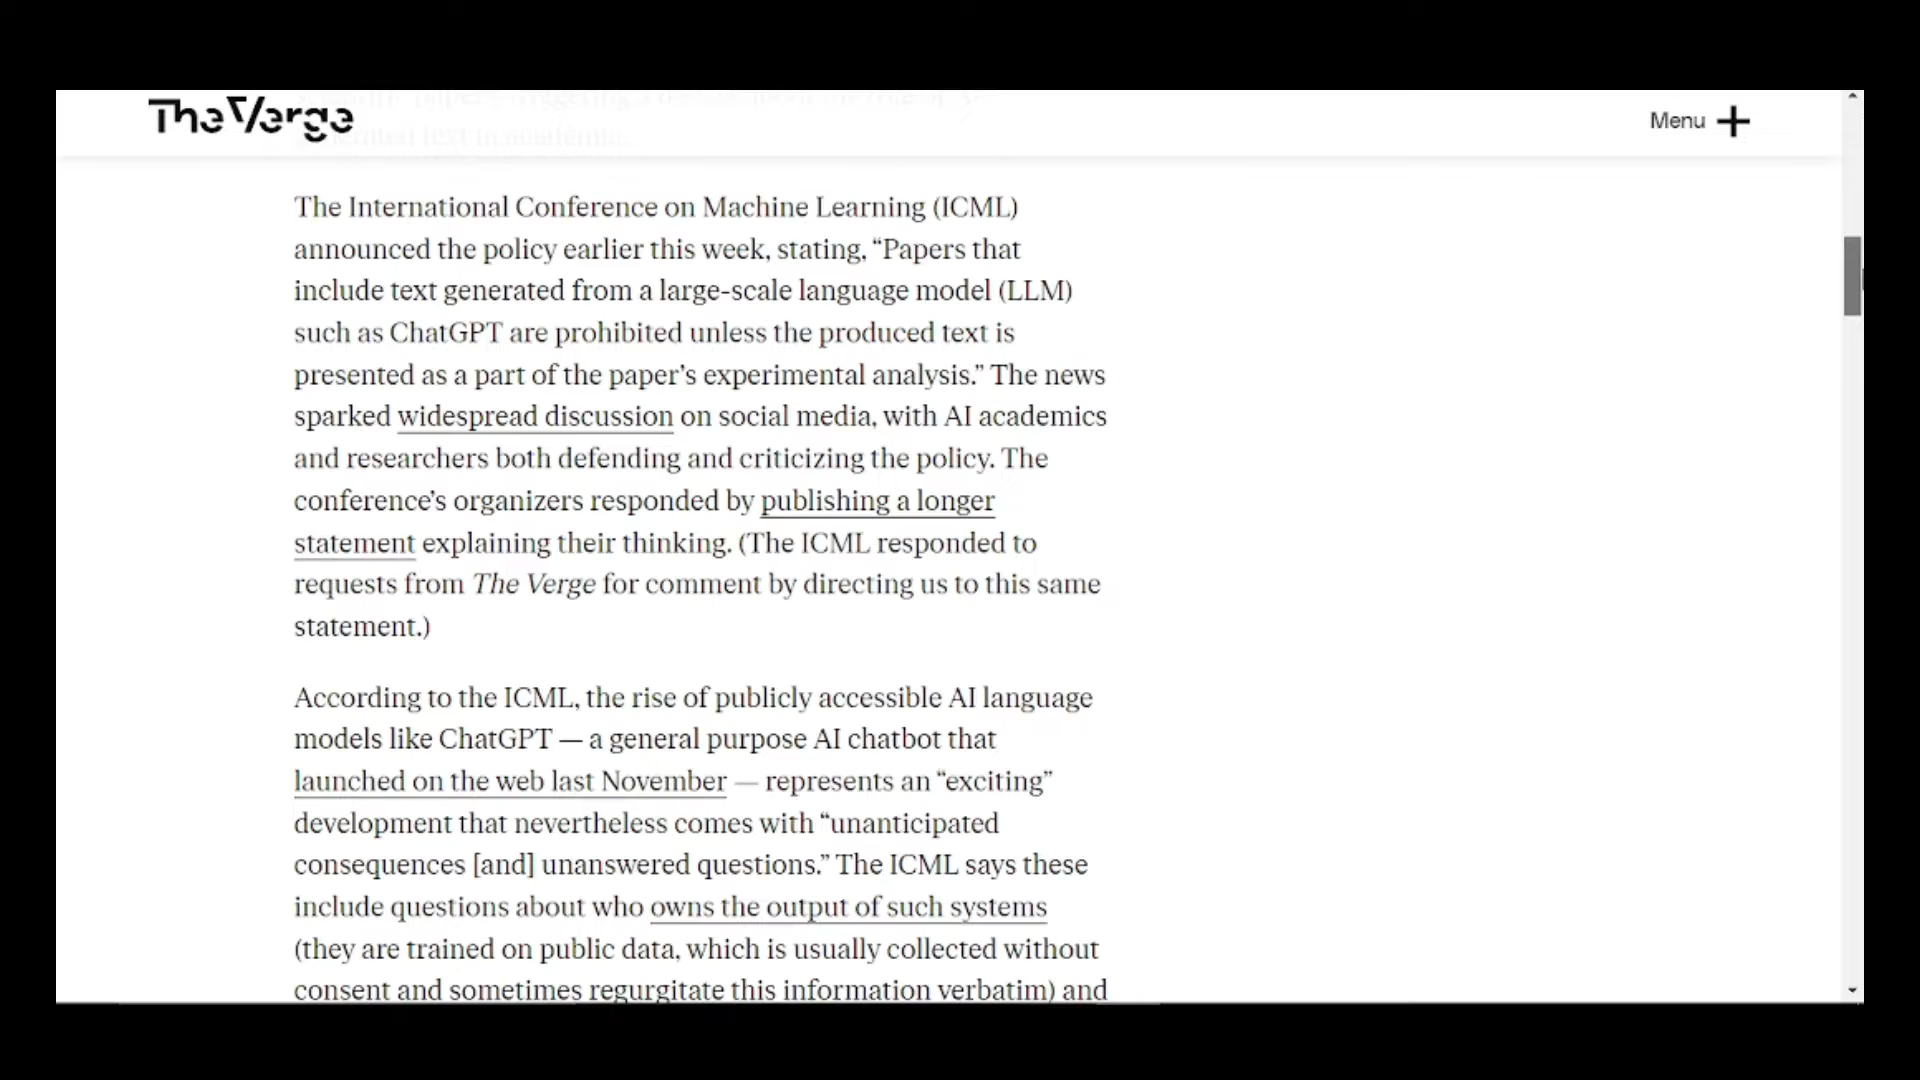 The Verge
Menu
generated text in academia.
The International Conference on Machine Learning (ICML)
announced the policy earlier this week, stating, “Papers that
include text generated from a large-scale language model (LLM)
such as ChatGPT are prohibited unless the produced text is
presented as a part of the paper’s experimental analysis.” The news
sparked widespread discussion on social media, with AI academics
and researchers both defending and criticizing the policy. The
conference’s organizers responded by publishing a longer
statement explaining their thinking. (The ICML responded to
requests from The Verge for comment by directing us to this same
statement.)
According to the ICML, the rise of publicly accessible AI language
models like ChatGPT — a general purpose AI chatbot that
launched on the web last November — represents an “exciting”
development that nevertheless comes with “unanticipated
consequences [and] unanswered questions.” The ICML says these
include questions about who owns the output of such systems
(they are trained on public data, which is usually collected without
consent and sometimes regurgitate this information verbatim) and